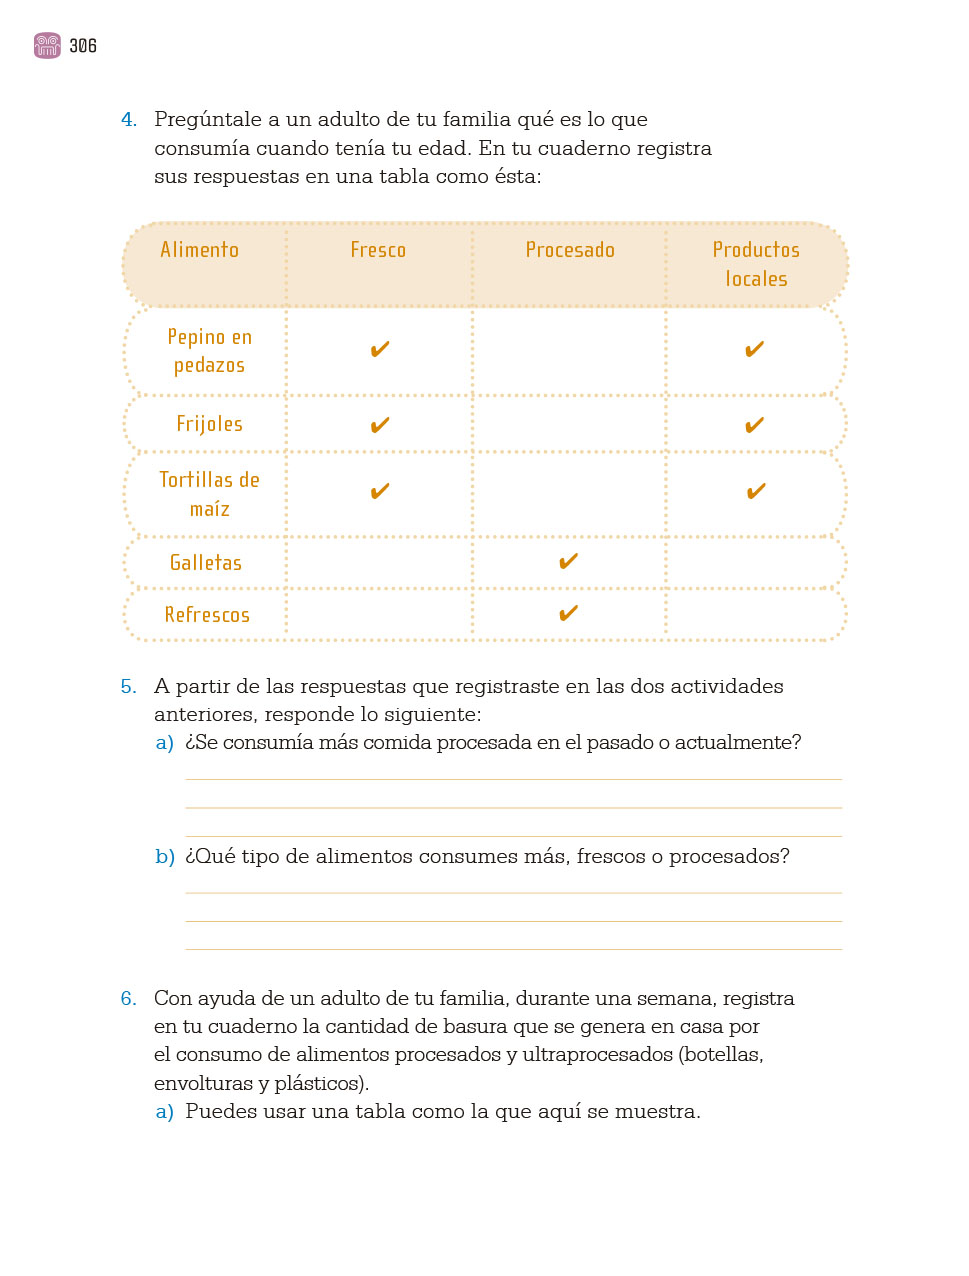 306
4. Pregúntale a un adulto de tu familia qué es lo que
consumía cuando tenía tu edad. En tu cuaderno registra
sus respuestas en una tabla como ésta:
Alimento Fresco Procesado Productos
locales
Pepino en
pedazos ✔ ✔
Frijoles ✔ ✔
Tortillas de
maíz ✔ ✔
Galletas ✔
Refrescos ✔
5. A partir de las respuestas que registraste en las dos actividades
anteriores, responde lo siguiente:
a) ¿Se consumía más comida procesada en el pasado o actualmente?
b) ¿Qué tipo de alimentos consumes más, frescos o procesados?
6. Con ayuda de un adulto de tu familia, durante una semana, registra
en tu cuaderno la cantidad de basura que se genera en casa por
el consumo de alimentos procesados y ultraprocesados (botellas,
envolturas y plásticos).
a) Puedes usar una tabla como la que aquí se muestra.